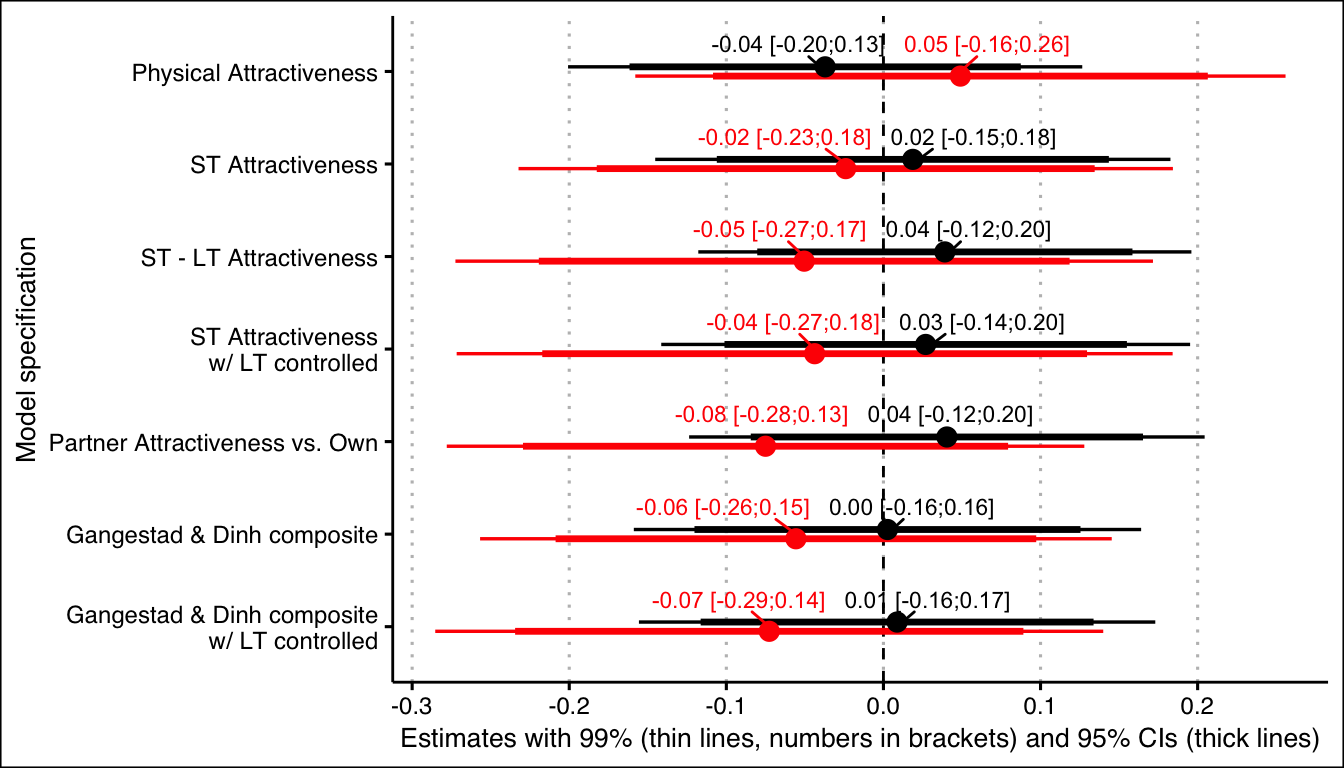 -0.04 [-0.20;0.13] 0.05 [-0.16;0.26]
Physical Attractiveness
-0.02 [-0.23;0.18] 0.02 [-0.15;0.18]
ST Attractiveness
-0.05 [-0.27;0.17] 0.04 [-0.12;0.20]
ST - LT Attractiveness
-0.04 [-0.27;0.18] 0.03 [-0.14;0.20]
ST Attractiveness
w/ LT controlled
-0.08 [-0.28;0.13] 0.04 [-0.12;0.20]
Partner Attractiveness vs. Own
-0.06 [-0.26;0.15] 0.00 [-0.16;0.16]
Gangestad & Dinh composite
-0.07 [-0.29;0.14] 0.01 [-0.16;0.17]
Gangestad & Dinh composite
w/ LT controlled
Model specification
-0.3 -0.2 -0.1 0.0 0.1 0.2
Estimates with 99% (thin lines, numbers in brackets) and 95% CIs (thick lines)